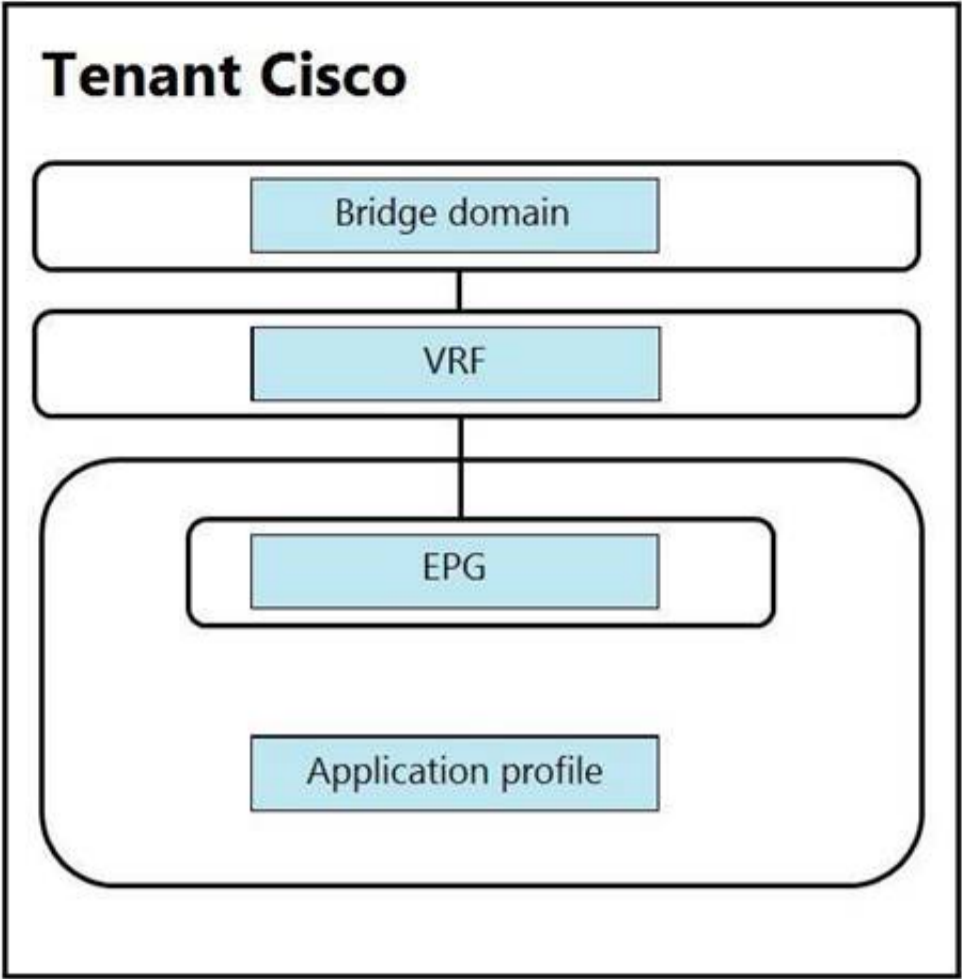 Tenant Cisco
Bridge domain
VRF
EPG
Application profile